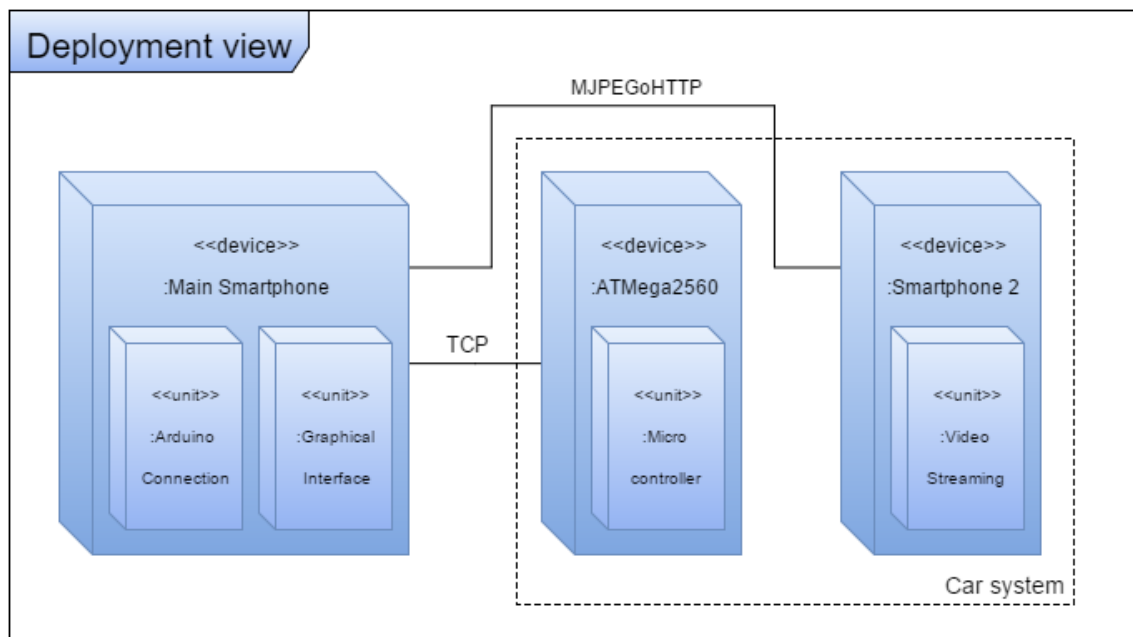 Deployment view
MJPEGoHTTP
<<device>>
:Main Smartphone
<<unit>>
:Arduino
Connection
<<unit>>
:Graphical
Interface
TCP
<<device>>
:ATMega2560
<<unit>>
:Micro
controller
<<device>>
:Smartphone 2
<<unit>>
:Video
Streaming
Car system